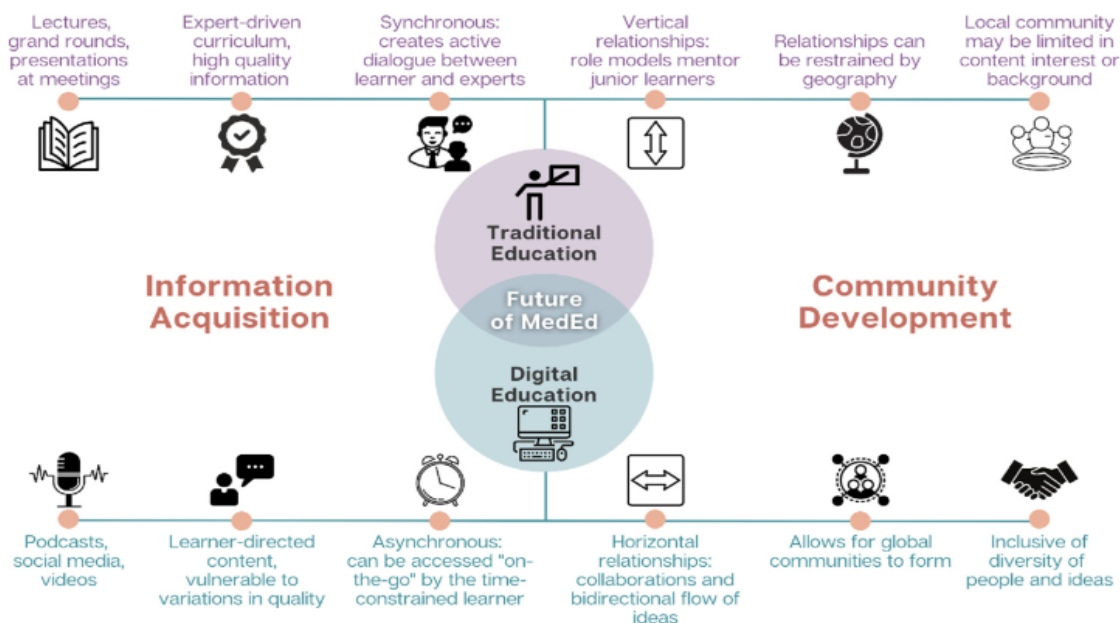 Lectures,
grand rounds,
presentations
at meetings
Expert-driven
curriculum,
high quality
information
Synchronous:
creates active
dialogue between
learner and experts
Vertical
relationships:
role models mentor
junior learners
Relationships can
be restrained by
geography
Local community
may be limited in
content interest or
background
Traditional
Education
Information
Acquisition
Future
of MedEd
Community
Development
Digital
Education
Podcasts,
social media,
videos
Learner-directed
content,
vulnerable to
variations in quality
Asynchronous:
can be accessed "on-
the-go" by the time-
constrained learner
Horizontal
relationships:
collaborations and
bidirectional flow of
ideas
Allows for global
communities to form
Inclusive of
diversity of
people and ideas